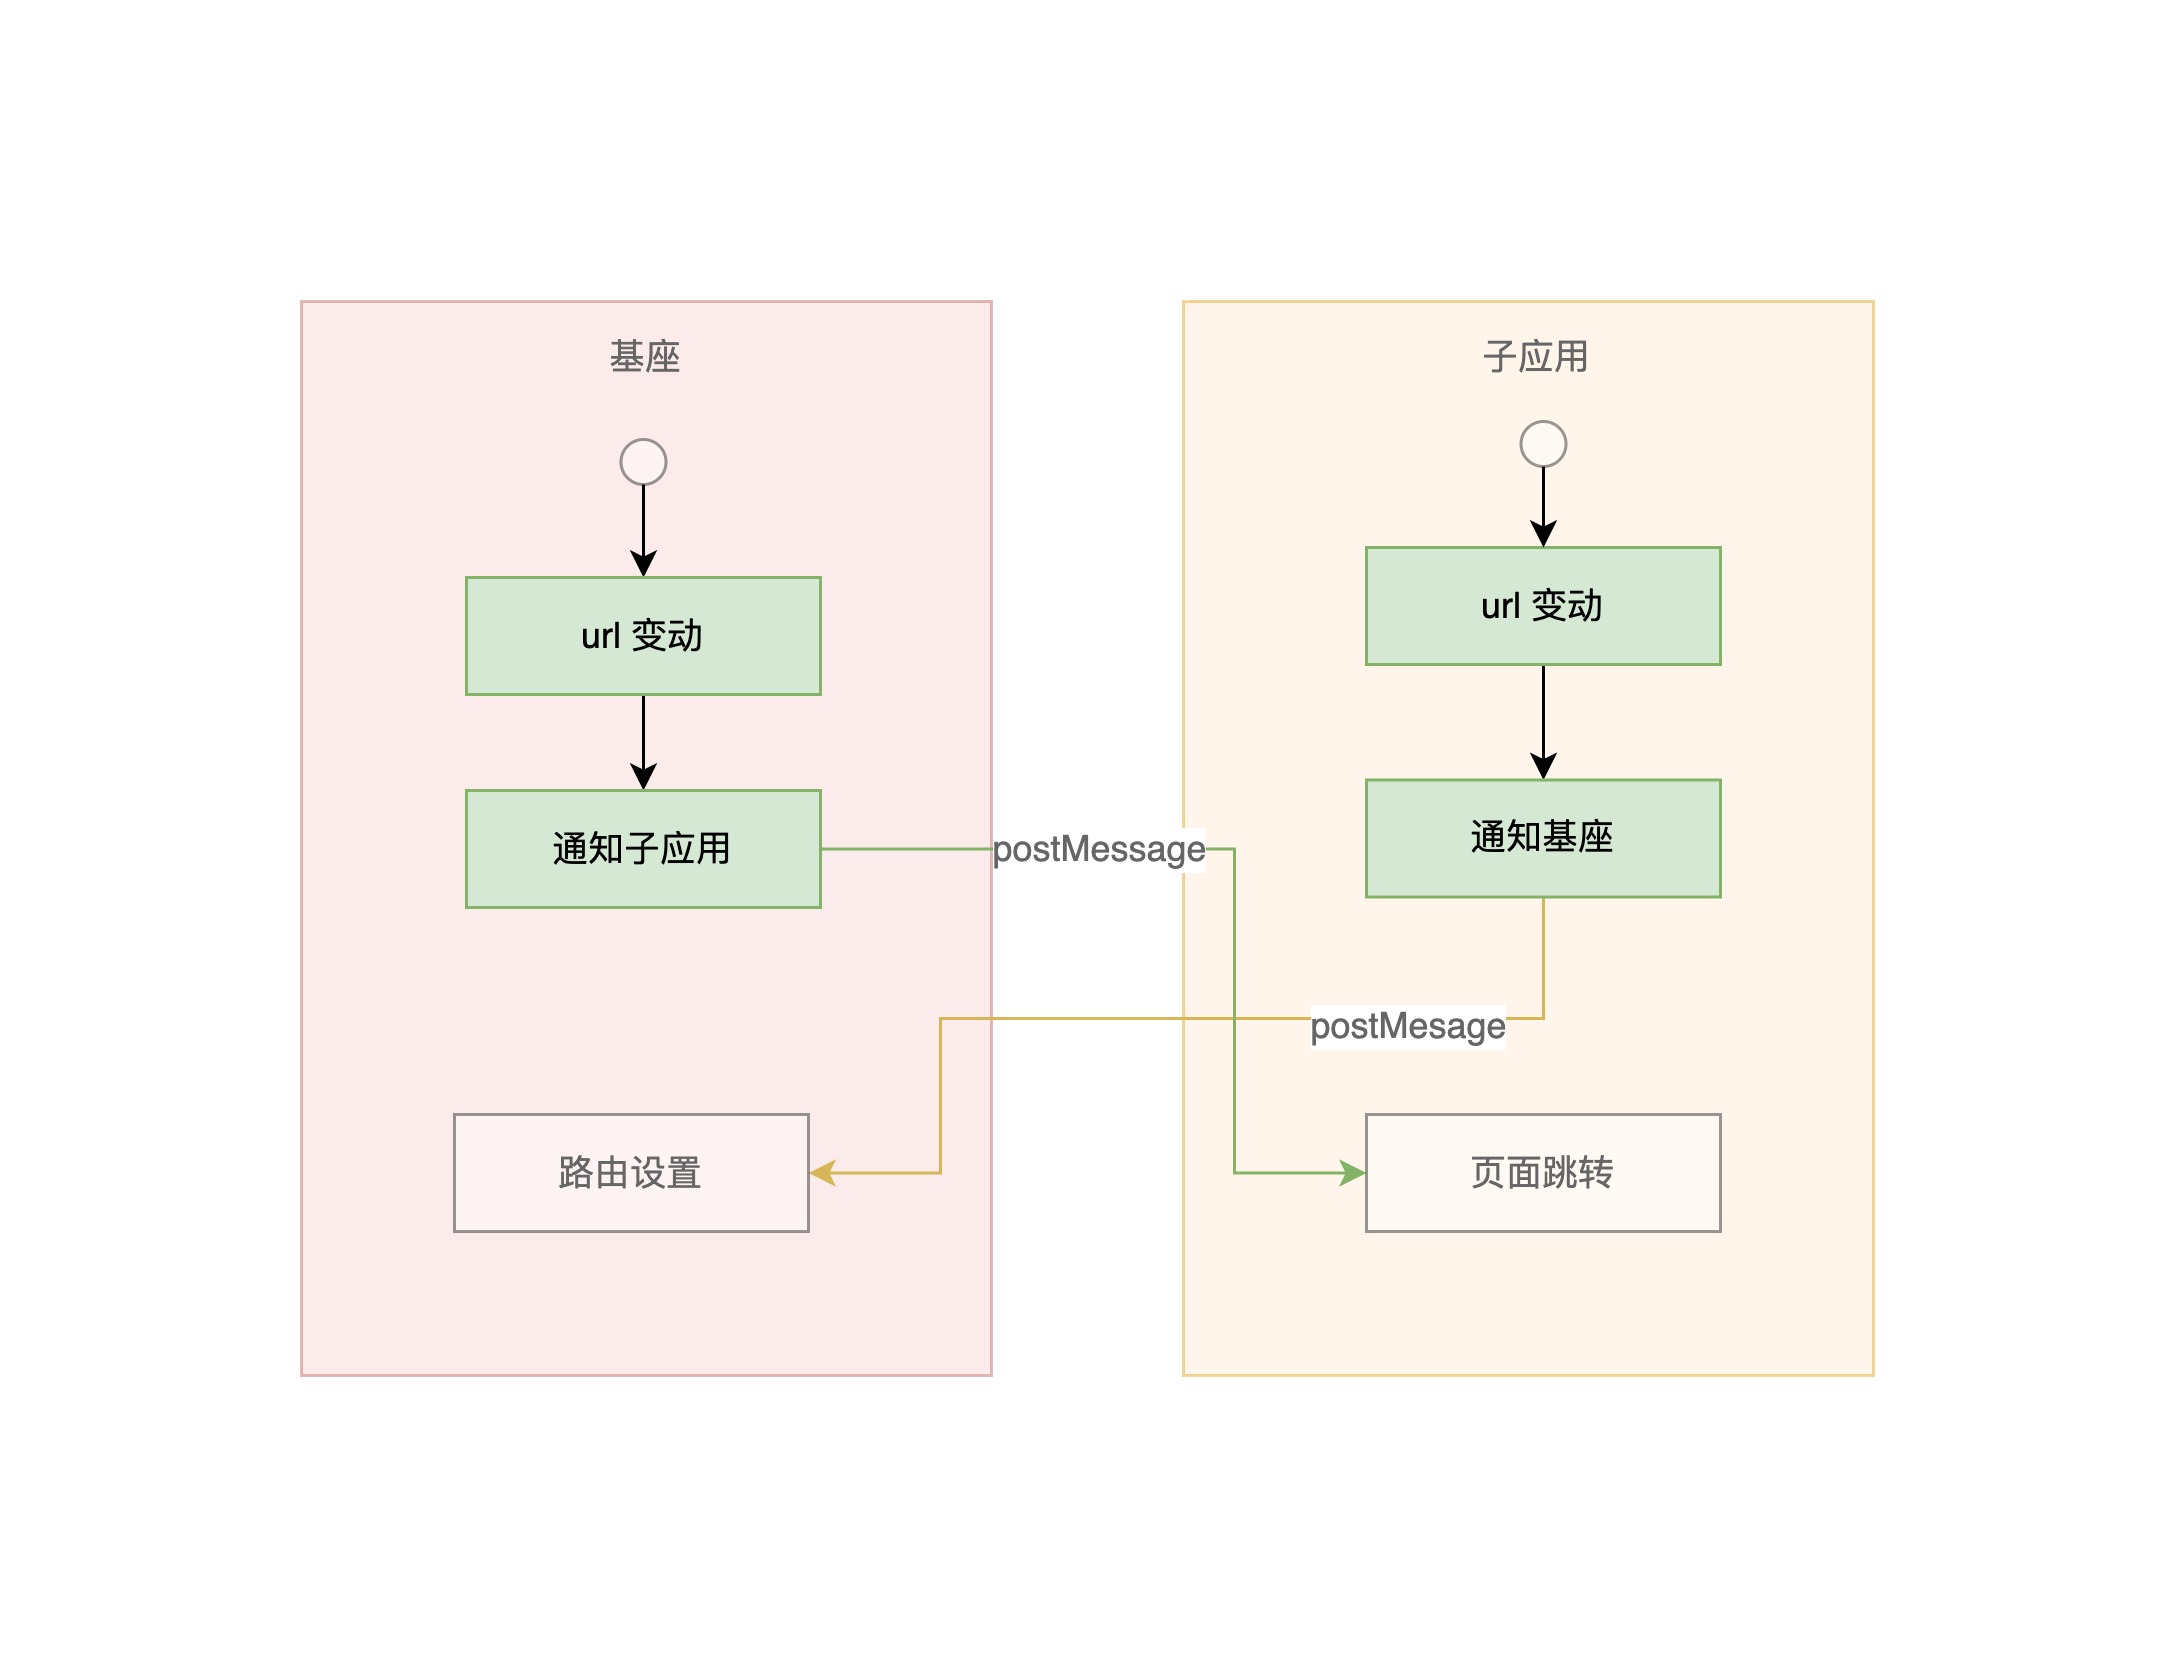 基座
url 变动
通知子应用
postMessage
路由设置
子应用
url 变动
通知基座
postMesage
页面跳转